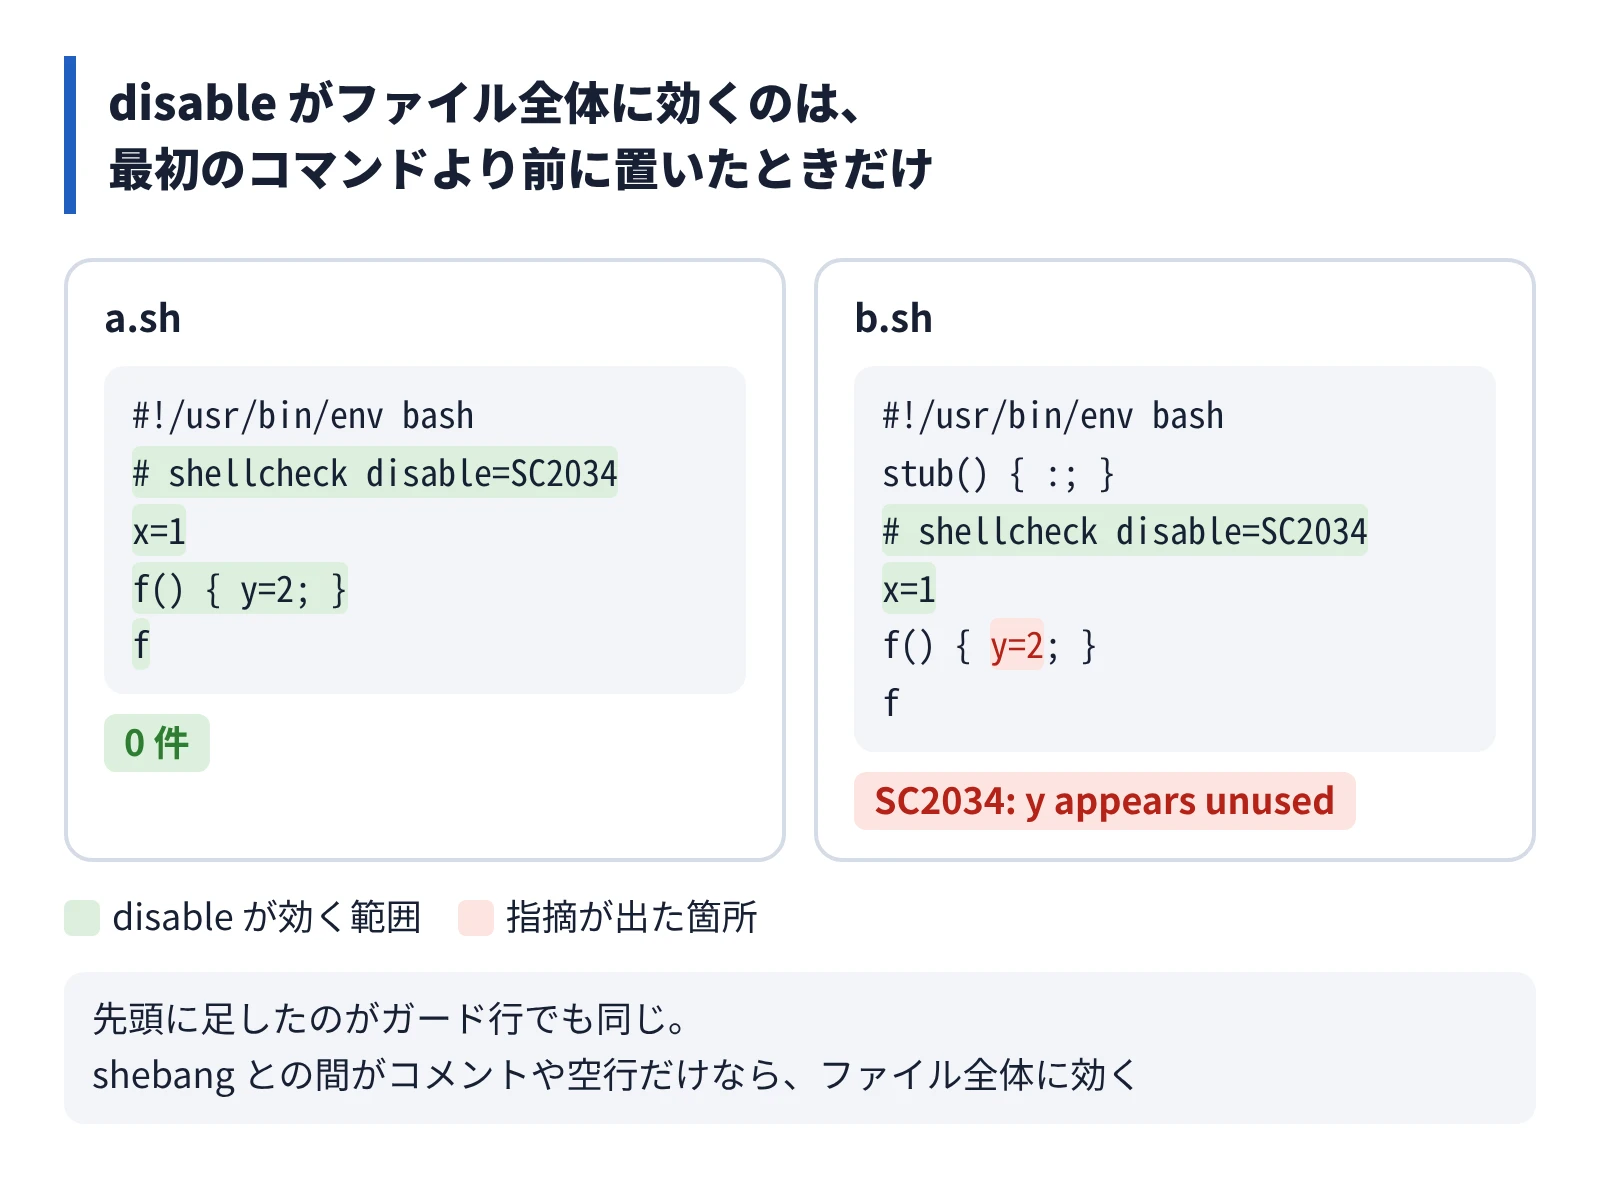 disable がファイル全体に効くのは、
最初のコマンドより前に置いたときだけ
a.sh
#!/usr/bin/env bash
# shellcheck disable=SC2034
x=1
f() { y=2; }
f
0 件
b.sh
#!/usr/bin/env bash
stub() { :; }
# shellcheck disable=SC2034
x=1
f() { y=2; }
f
SC2034: y appears unused
disable が効く範囲
指摘が出た箇所
先頭に足したのがガード行でも同じ。
shebang との間がコメントや空行だけなら、ファイル全体に効く